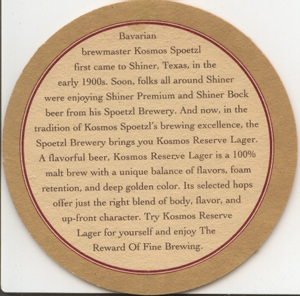 Bavarian
brewmaster Kosmos Spoetzl
first came to Shiner, Texas, in the
early 1900s. Soon, folks all around Shiner
were enjoying Shiner Premium and Shiner Bock
beer from his Spoetzl Brewery. And now, in the
tradition of Kosmos Spoetzl's brewing excellence, the
Spoetzl Brewery brings you Kosmos Reserve Lager.
A flavorful beer, Kosmos Reserve Lager is a 100%
malt brew with a unique balance of flavors, foam
retention, and deep golden color. Its selected hops
offer just the right blend of body, flavor, and
up-front character. Try Kosmos Reserve
Lager for yourself and enjoy The
Reward Of Fine Brewing.